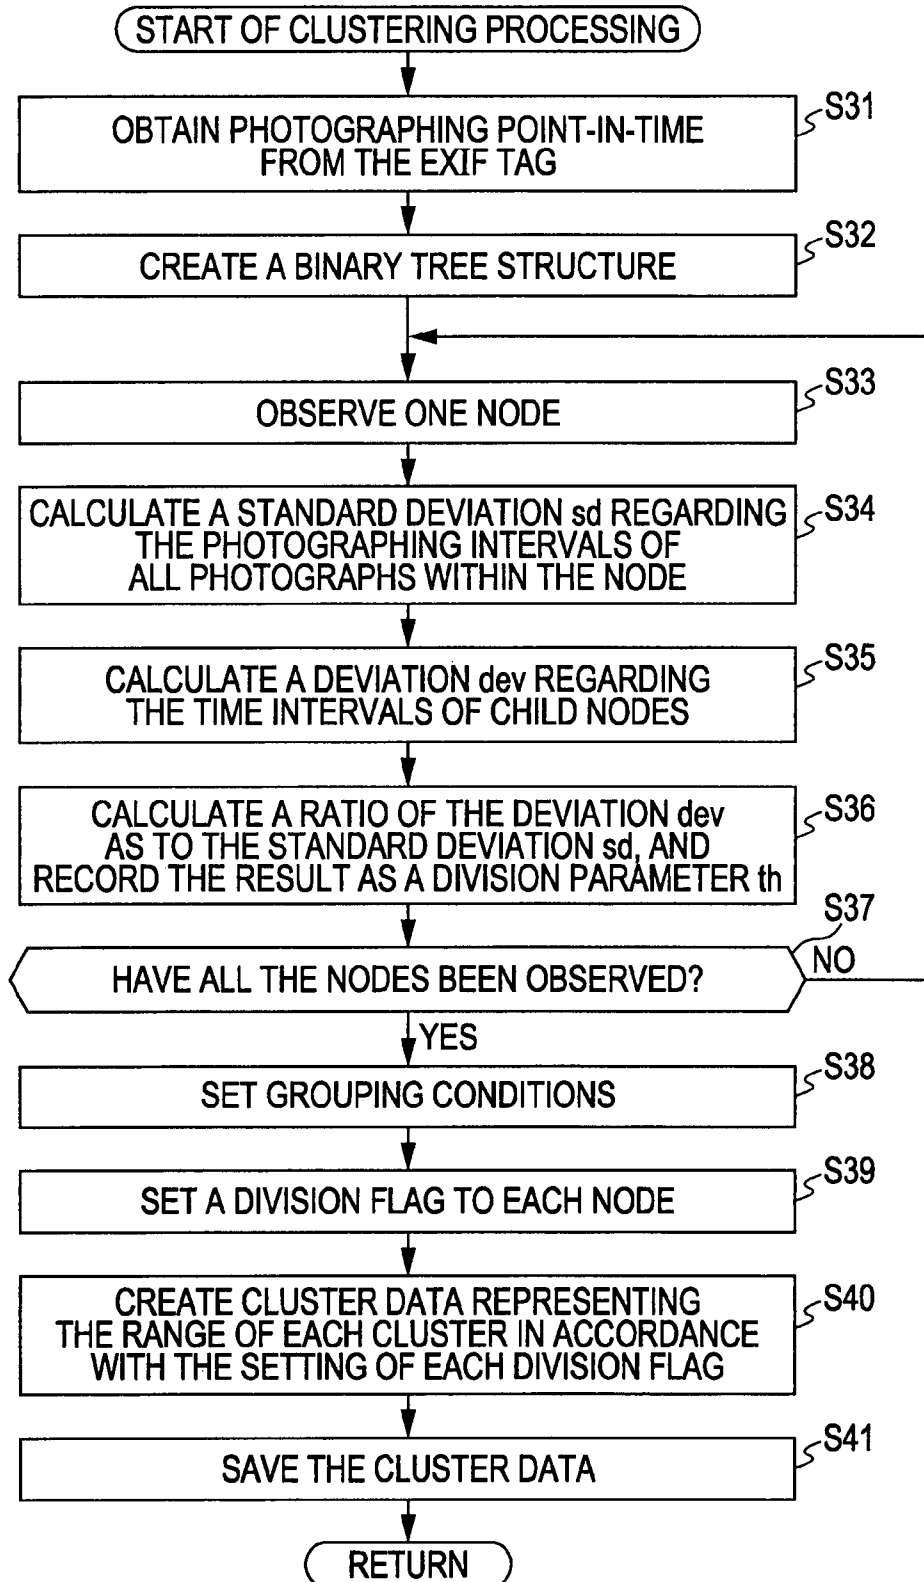 START OF CLUSTERING PROCESSING
S31
OBTAIN PHOTOGRAPHING POINT-IN-TIME
FROM THE EXIF TAG
S32
CREATE A BINARY TREE STRUCTURE
S33
OBSERVE ONE NODE
S34
CALCULATE A STANDARD DEVIATION sd REGARDING
THE PHOTOGRAPHING INTERVALS OF
ALL PHOTOGRAPHS WITHIN THE NODE
S35
CALCULATE A DEVIATION dev REGARDING
THE TIME INTERVALS OF CHILD NODES
S36
CALCULATE A RATIO OF THE DEVIATION dev
AS TO THE STANDARD DEVIATION sd, AND
RECORD THE RESULT AS A DIVISION PARAMETER th
S37
HAVE ALL THE NODES BEEN OBSERVED?
NO
YES
S38
SET GROUPING CONDITIONS
S39
SET A DIVISION FLAG TO EACH NODE
S40
CREATE CLUSTER DATA REPRESENTING
THE RANGE OF EACH CLUSTER IN ACCORDANCE
WITH THE SETTING OF EACH DIVISION FLAG
S41
SAVE THE CLUSTER DATA
RETURN